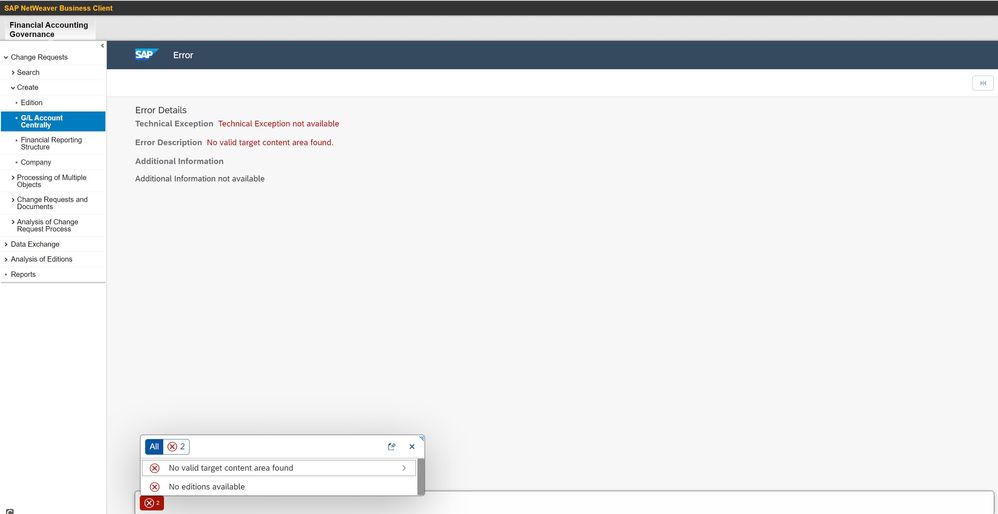 SAP NetWeaver Business Client
Financial Accounting
Governance
Change Requests
Search
Create
Edition
G/L Account
Centrally
Financial Reporting
Structure
Company
Processing of Multiple
Objects
Change Requests and
Documents
Analysis of Change
Request Process
Data Exchange
Analysis of Editions
Reports
SAP Error
Error Details
Technical Exception Technical Exception not available
Error Description No valid target content area found.
Additional Information
Additional Information not available
All 2
No valid target content area found
No editions available
2